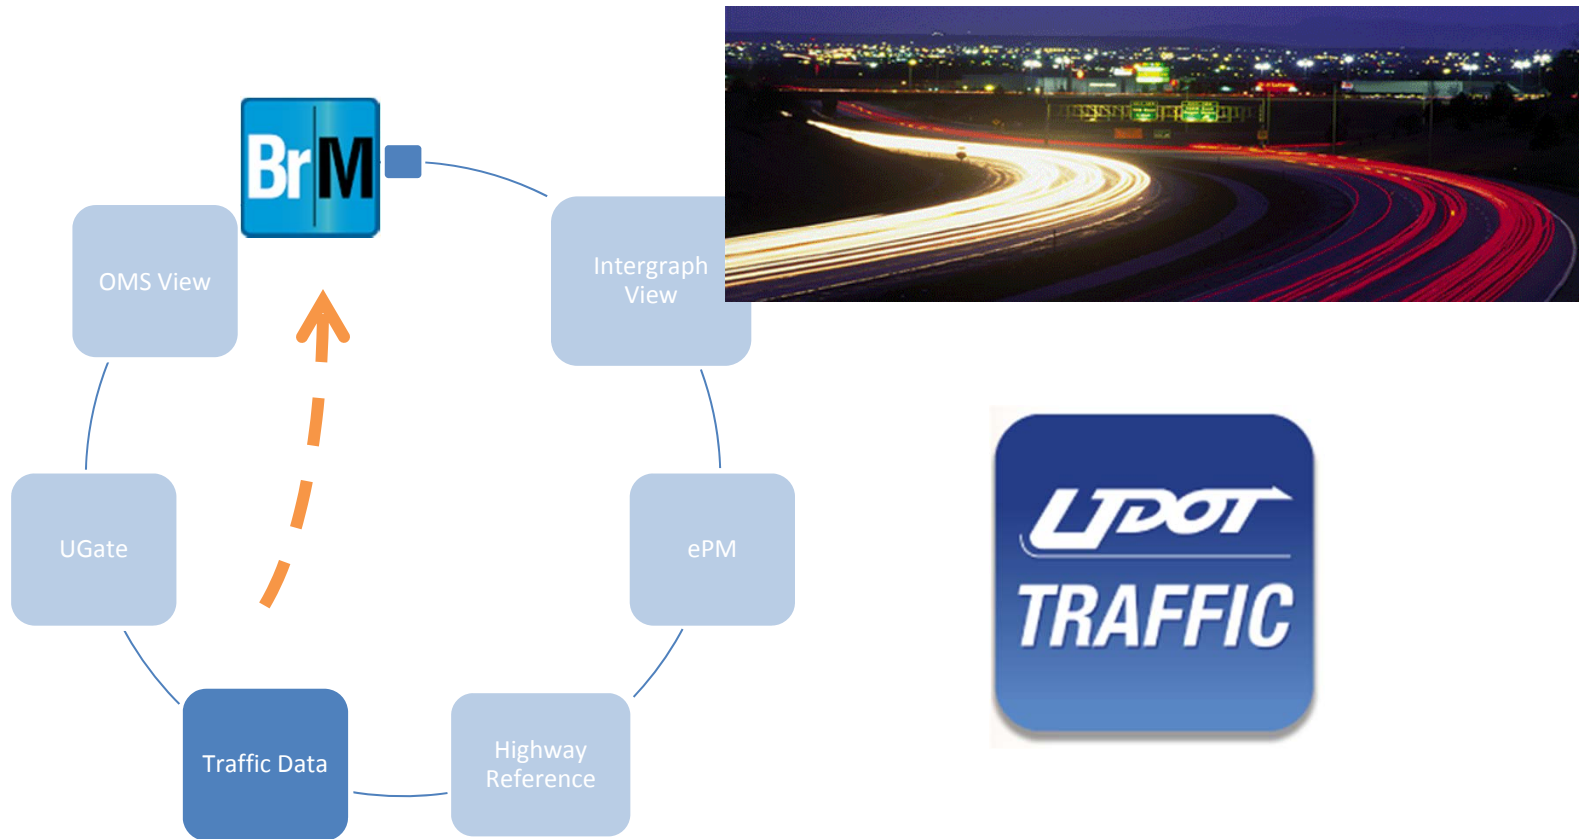 BrM
OMS View
Intergraph
View
UGate
ePM
Traffic Data
Highway
Reference
UDOT
TRAFFIC